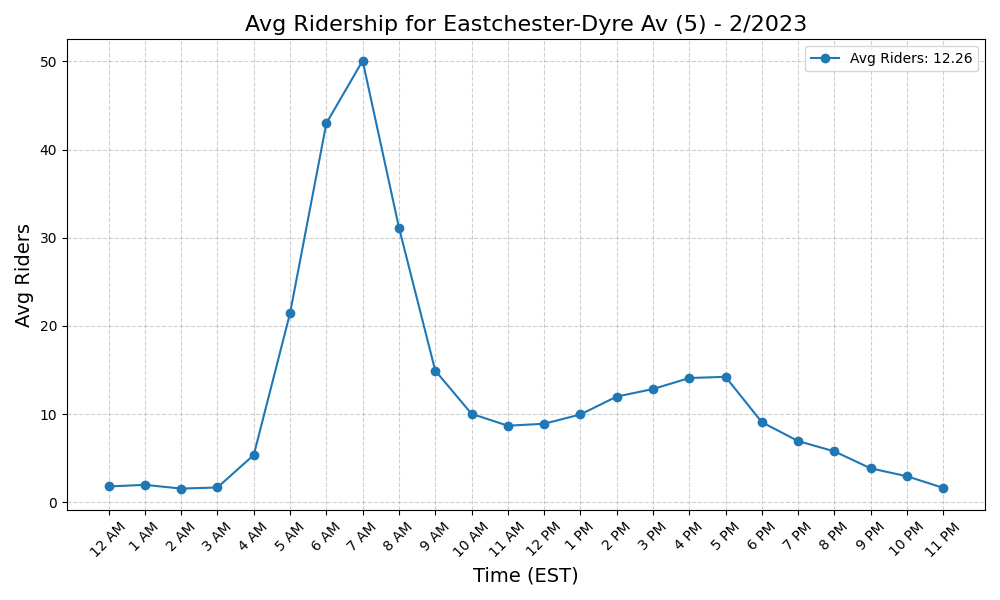 Avg Ridership for Eastchester-Dyre Av (5) - 2/2023
Avg Riders: 12.26
Avg Riders
50
40
30
20
10
0
12 AM
1 AM
2 AM
3 AM
4 AM
5 AM
6 AM
7 AM
8 AM
9 AM
10 AM
11 AM
12 PM
1 PM
2 PM
3 PM
4 PM
5 PM
6 PM
7 PM
8 PM
9 PM
10 PM
11 PM
Time (EST)